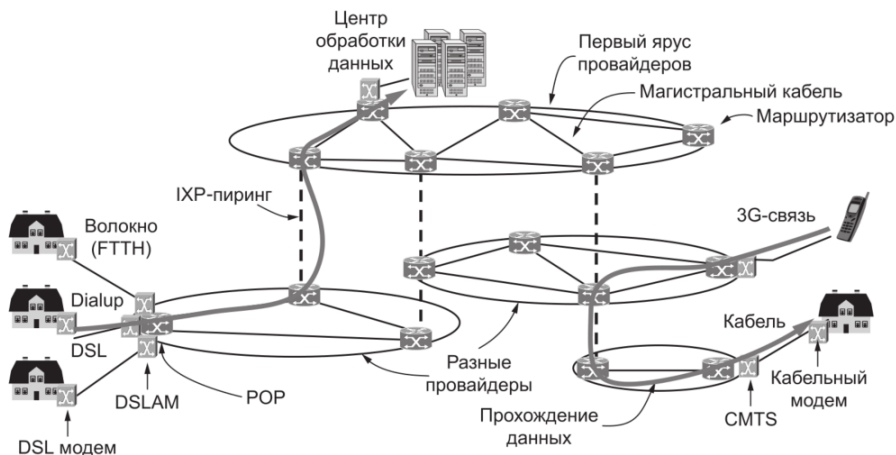 Центр
обработки
данных
Первый ярус
провайдеров
Магистральный кабель
Маршрутизатор
IXP-пиринг
3G-связь
Волокно
(FTTH)
Dialup
DSL
Кабель
Разные
провайдеры
POP
DSLAM
DSL модем
Прохождение
данных
CMTS
Кабельный
модем